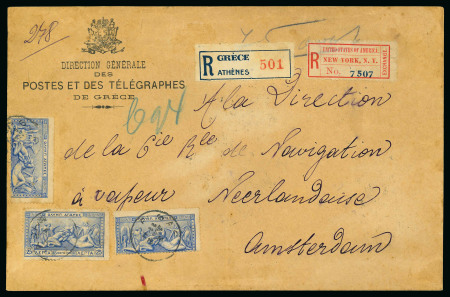 248
DIRECTION GÉNÉRALE
DES
POSTES ET DES TÉLÉGRAPHES
DE GRÈCE
R GRÈCE
ATHÈNES 501
UNITED STATES OF AMERICA
R NEW YORK, N.Y.
No. 7507
EXCHANGE
A la Direction
de la Cie Rle de Navigation
à vapeur Neerlandaise
Amsterdam